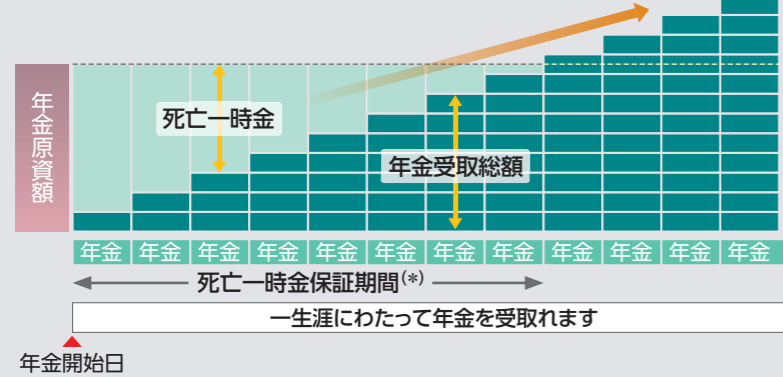 年金原資額
死亡一時金
年金受取総額
年金 年金 年金 年金 年金 年金 年金 年金 年金 年金 年金 年金
死亡一時金保証期間(*)
一生涯にわたって年金を受取れます
年金開始日